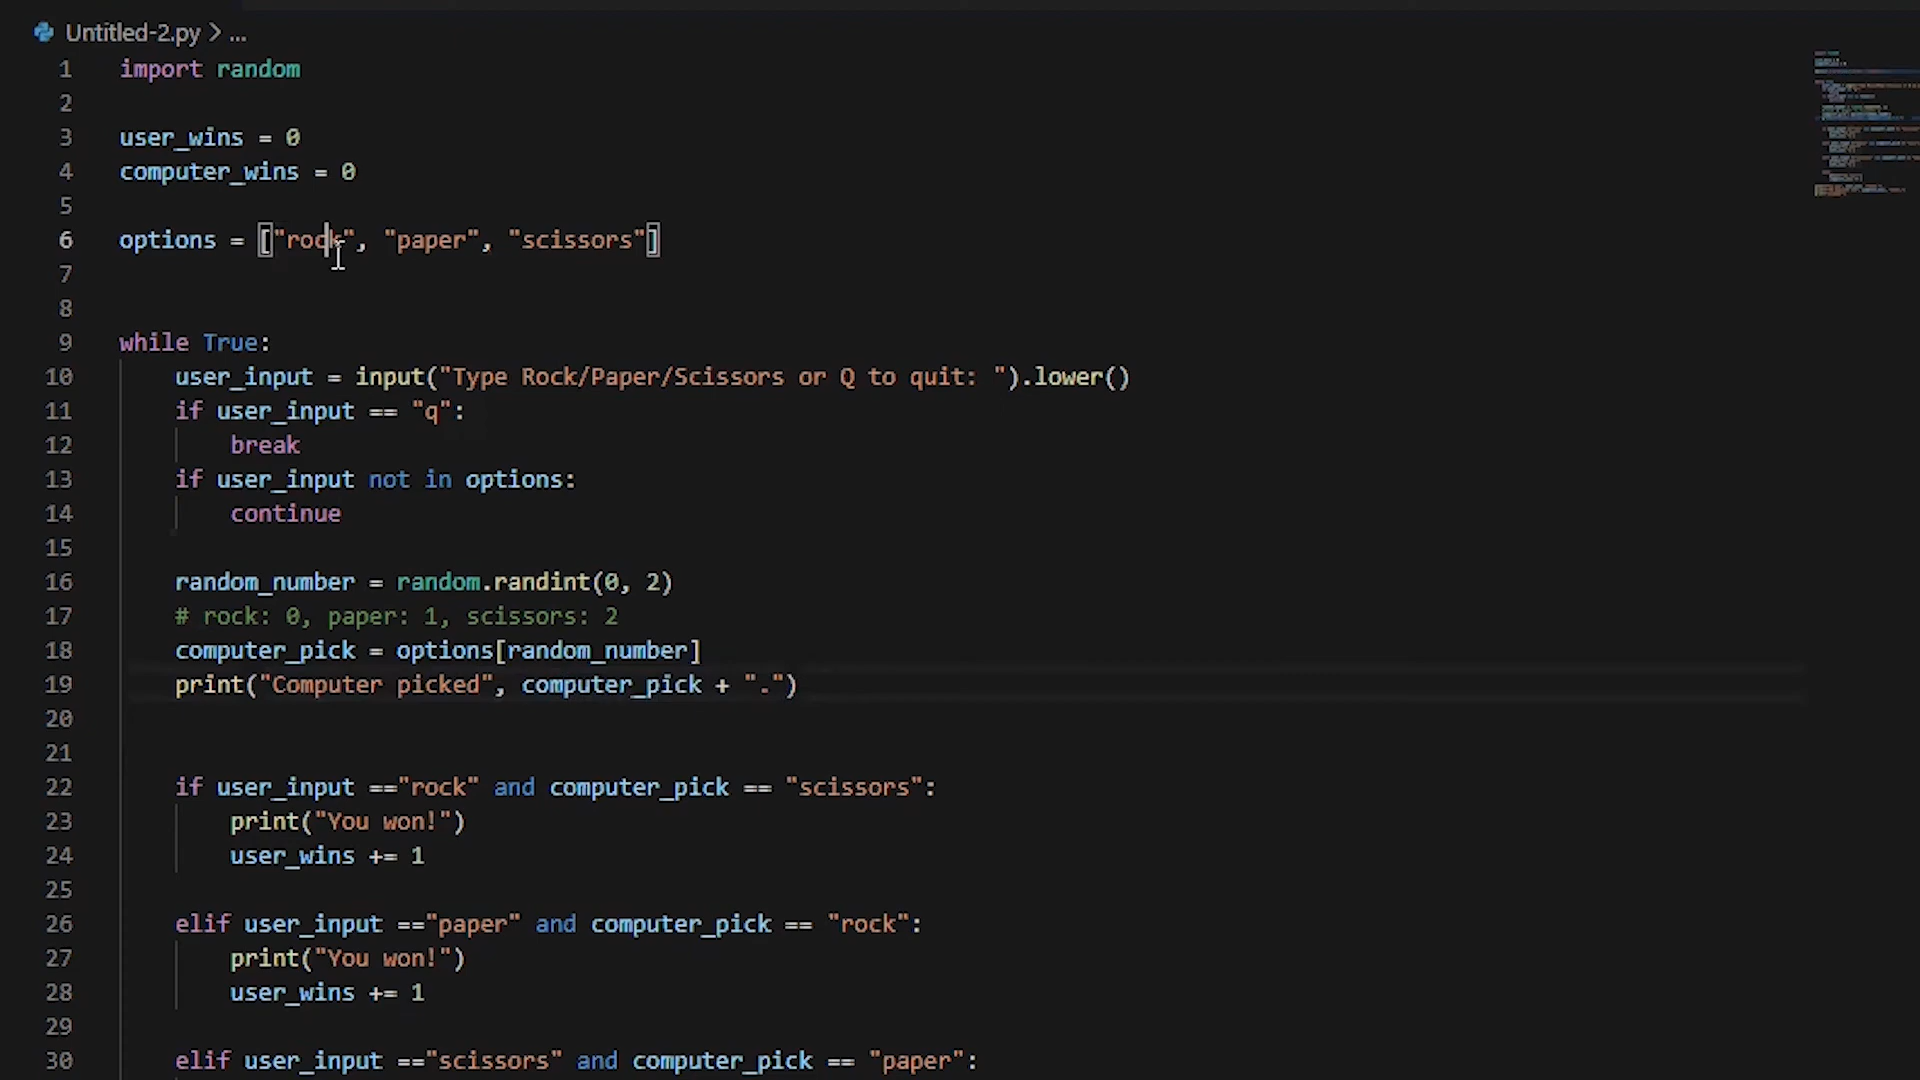 Untitled-2.py > ...
1 import random
2
3 user_wins = 0
4 computer_wins = 0
5
6 options = ["rock", "paper", "scissors"]
7
8
9 while True:
10     user_input = input("Type Rock/Paper/Scissors or Q to quit: ").lower()
11     if user_input == "q":
12         break
13     if user_input not in options:
14         continue
15
16     random_number = random.randint(0, 2)
17     # rock: 0, paper: 1, scissors: 2
18     computer_pick = options[random_number]
19     print("Computer picked", computer_pick + ".")
20
21
22     if user_input =="rock" and computer_pick == "scissors":
23         print("You won!")
24         user_wins += 1
25
26     elif user_input =="paper" and computer_pick == "rock":
27         print("You won!")
28         user_wins += 1
29
30     elif user_input =="scissors" and computer_pick == "paper":